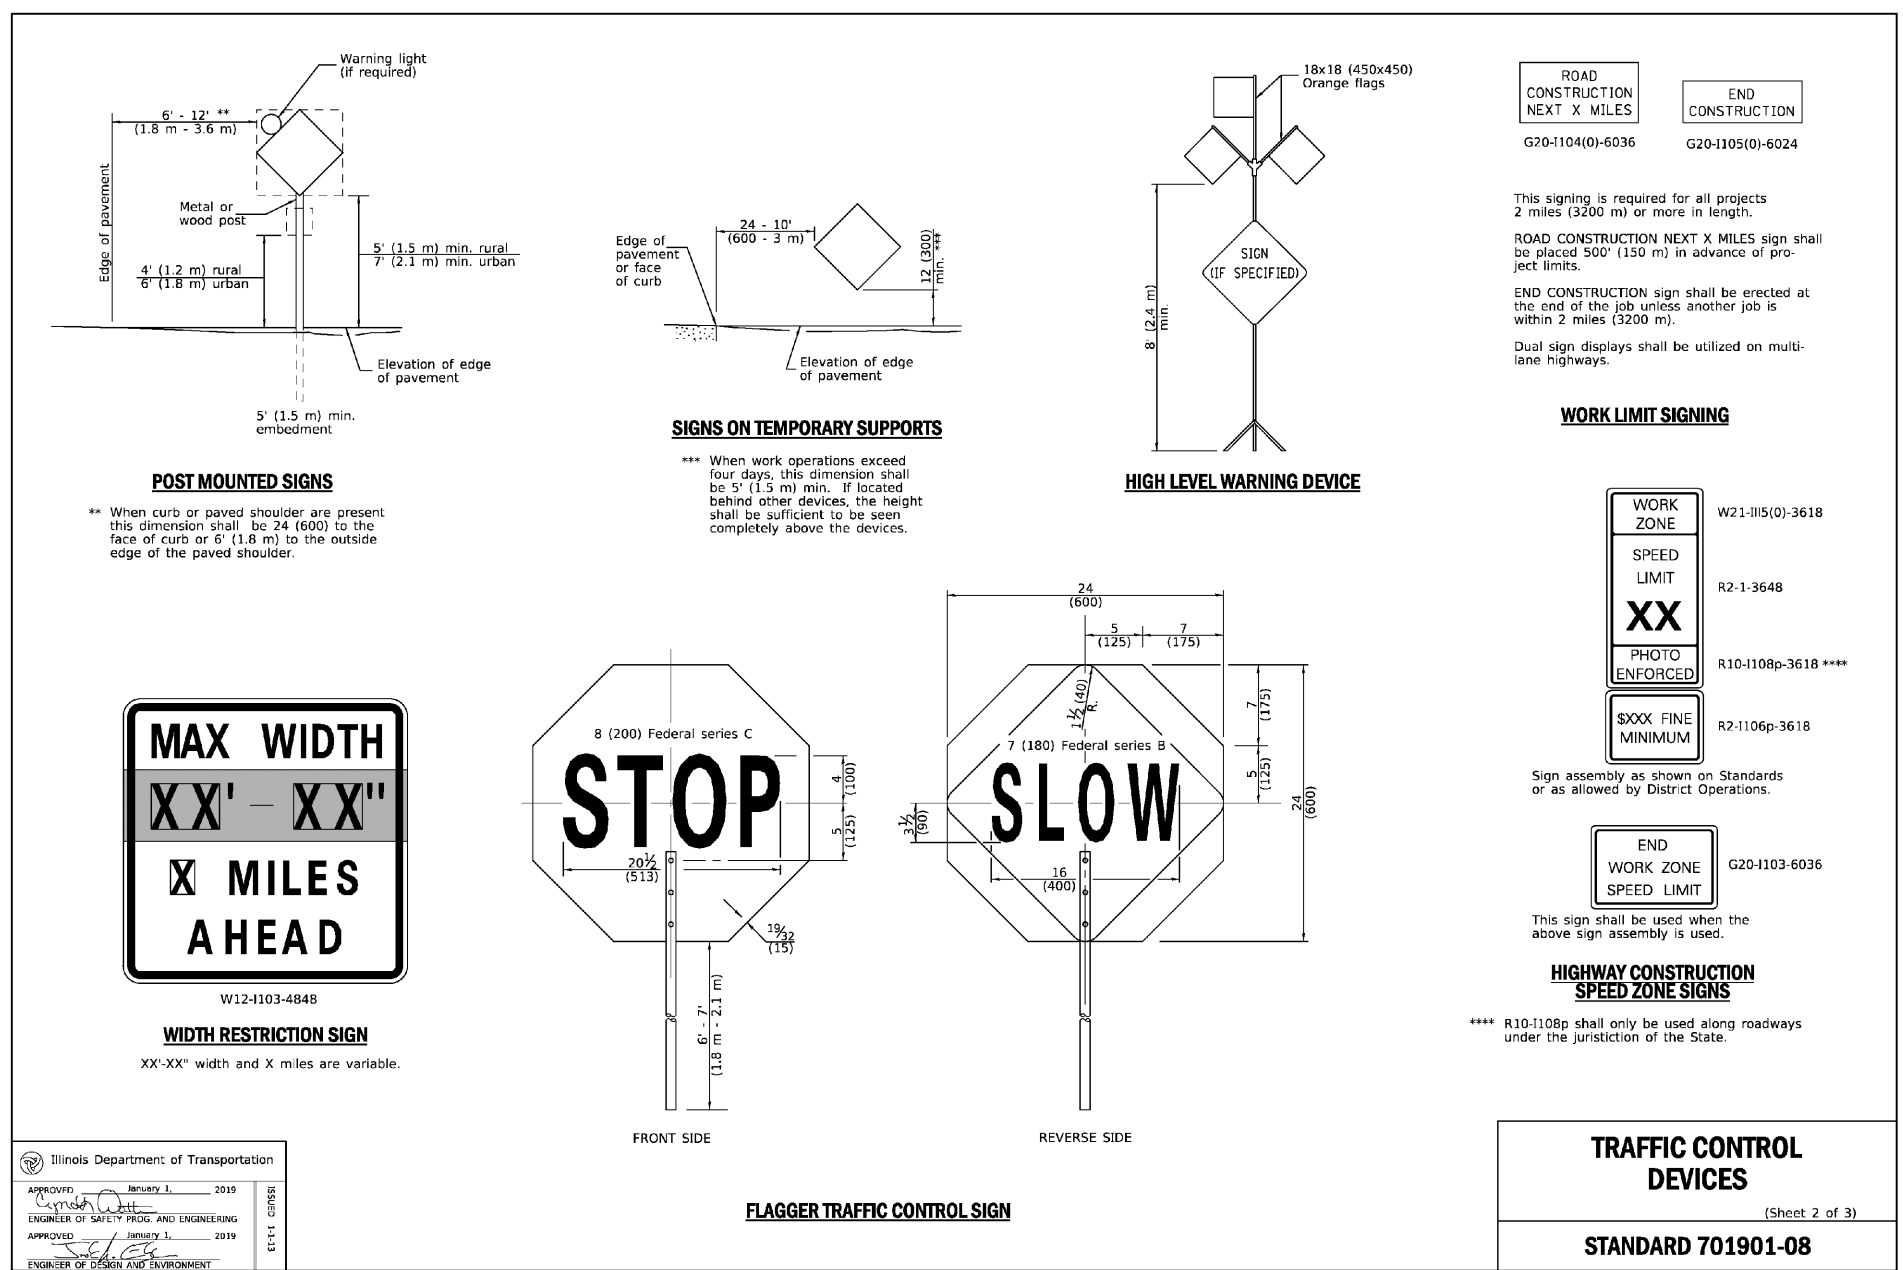 Warning light
(if required)
6' - 12' **
(1.8 m - 3.6 m)
Edge of pavement
Metal or
wood post
5' (1.5 m) min. rural
7' (2.1 m) min. urban
4' (1.2 m) rural
6' (1.8 m) urban
Elevation of edge
of pavement
5' (1.5 m) min.
embedment
POST MOUNTED SIGNS
** When curb or paved shoulder are present
this dimension shall be 24 (600) to the
face of curb or 6' (1.8 m) to the outside
edge of the paved shoulder.
24 - 10'
(600 - 3 m)
Edge of
pavement
or face
of curb
12 (300)
min. ***
Elevation of edge
of pavement
SIGNS ON TEMPORARY SUPPORTS
*** When work operations exceed
four days, this dimension shall
be 5' (1.5 m) min. If located
behind other devices, the height
shall be sufficient to be seen
completely above the devices.
18x18 (450x450)
Orange flags
SIGN
(IF SPECIFIED)
8' (2.4 m)
min.
HIGH LEVEL WARNING DEVICE
ROAD
CONSTRUCTION
NEXT X MILES
G20-I104(0)-6036
END
CONSTRUCTION
G20-I105(0)-6024
This signing is required for all projects
2 miles (3200 m) or more in length.
ROAD CONSTRUCTION NEXT X MILES sign shall
be placed 500' (150 m) in advance of pro-
ject limits.
END CONSTRUCTION sign shall be erected at
the end of the job unless another job is
within 2 miles (3200 m).
Dual sign displays shall be utilized on multi-
lane highways.
WORK LIMIT SIGNING
WORK
ZONE
W21-I115(0)-3618
SPEED
LIMIT
XX
R2-1-3648
PHOTO
ENFORCED
R10-I108p-3618 ****
$XXX FINE
MINIMUM
R2-I106p-3618
Sign assembly as shown on Standards
or as allowed by District Operations.
END
WORK ZONE
SPEED LIMIT
G20-I103-6036
This sign shall be used when the
above sign assembly is used.
HIGHWAY CONSTRUCTION
SPEED ZONE SIGNS
**** R10-I108p shall only be used along roadways
under the juristiction of the State.
MAX WIDTH
XX' - XX"
X MILES
AHEAD
W12-I103-4848
WIDTH RESTRICTION SIGN
XX'-XX" width and X miles are variable.
8 (200) Federal series C
STOP
4
(100)
5
(125)
20 1/2
(513)
19/32
(15)
6' - 7'
(1.8 m - 2.1 m)
FRONT SIDE
24
(600)
5
(125)
7
(175)
1 1/2 (40)
R.
7 (180) Federal series B
SLOW
7
(175)
5
(125)
24
(600)
3 1/2
(90)
16
(400)
REVERSE SIDE
FLAGGER TRAFFIC CONTROL SIGN
Illinois Department of Transportation
APPROVED January 1, 2019
ENGINEER OF SAFETY PROG. AND ENGINEERING
APPROVED January 1, 2019
ENGINEER OF DESIGN AND ENVIRONMENT
ISSUED 1-1-13
TRAFFIC CONTROL
DEVICES
(Sheet 2 of 3)
STANDARD 701901-08